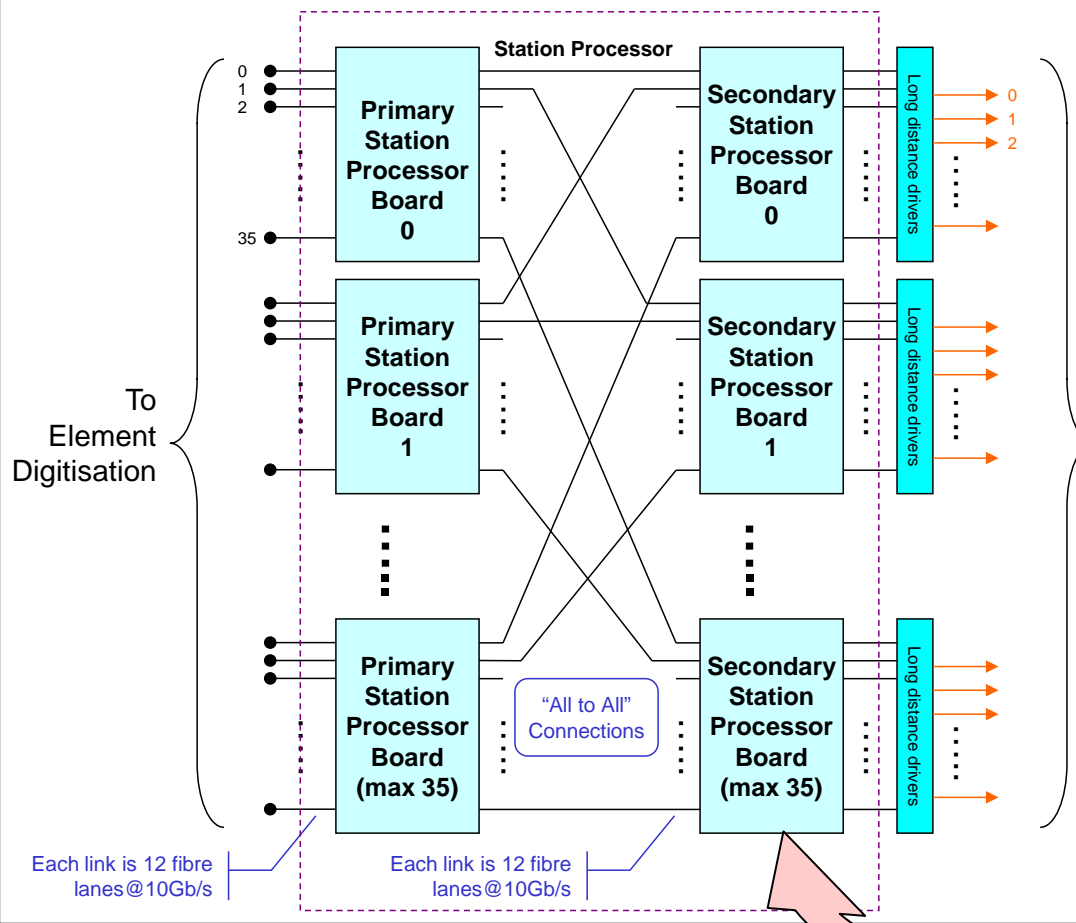 Station Processor
0
1
2
35
Primary
Station
Processor
Board
0
Secondary
Station
Processor
Board
0
Long distance drivers
0
1
2
Primary
Station
Processor
Board
1
Secondary
Station
Processor
Board
1
Long distance drivers
To
Element
Digitisation
Primary
Station
Processor
Board
(max 35)
“All to All”
Connections
Secondary
Station
Processor
Board
(max 35)
Long distance drivers
Each link is 12 fibre
lanes@10Gb/s
Each link is 12 fibre
lanes@10Gb/s